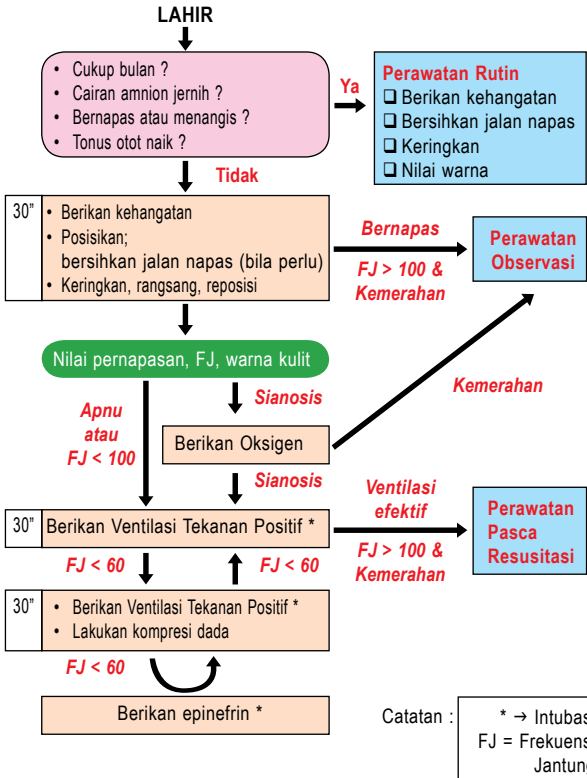 LAHIR
• Cukup bulan ?
• Cairan amnion jernih ?
• Bernapas atau menangis ?
• Tonus otot naik ?
Ya
Perawatan Rutin
❑ Berikan kehangatan
❑ Bersihkan jalan napas
❑ Keringkan
❑ Nilai warna
Tidak
30”
• Berikan kehangatan
• Posisikan;
bersihkan jalan napas (bila perlu)
• Keringkan, rangsang, reposisi
Bernapas
FJ > 100 &
Kemerahan
Perawatan
Observasi
Nilai pernapasan, FJ, warna kulit
Apnu
atau
FJ < 100
Sianosis
Kemerahan
Berikan Oksigen
Sianosis
30”
Berikan Ventilasi Tekanan Positif *
Ventilasi
efektif
FJ > 100 &
Kemerahan
Perawatan
Pasca
Resusitasi
FJ < 60
FJ < 60
30”
• Berikan Ventilasi Tekanan Positif *
• Lakukan kompresi dada
FJ < 60
Berikan epinefrin *
Catatan :
* → Intubas
FJ = Frekuens
Jantung